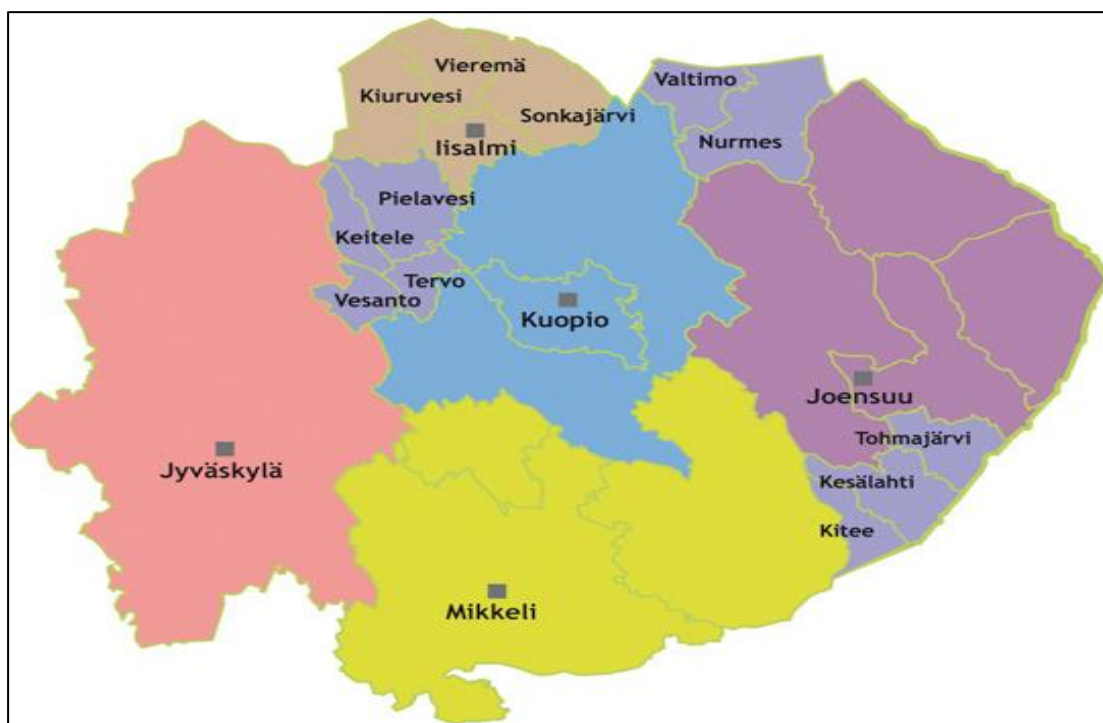 Vieremä
Valtimo
Kiuruvesi
Sonkajärvi
Nurmes
Iisalmi
Pielavesi
Keitele
Tervo
Vesanto
Kuopio
Joensuu
Tohmajärvi
Jyväskylä
Kesälahti
Kitee
Mikkeli